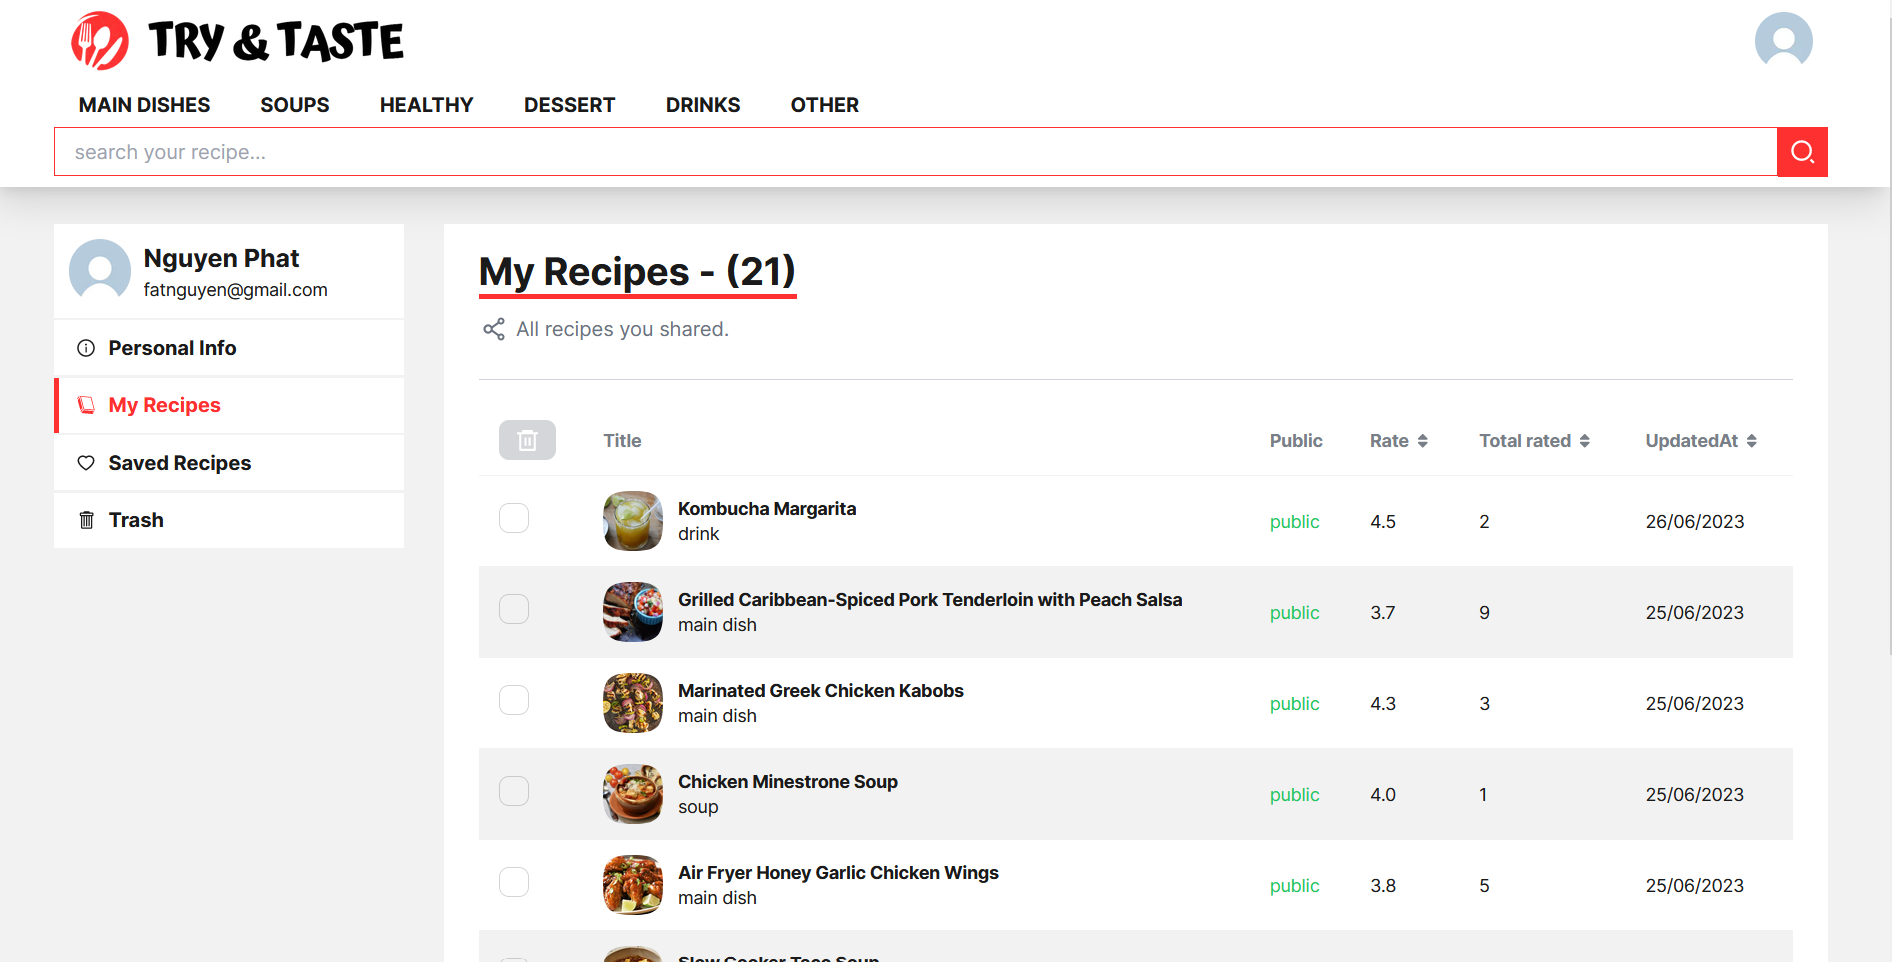 TRY & TASTE
MAIN DISHES SOUPS HEALTHY DESSERT DRINKS OTHER
search your recipe...
Nguyen Phat
fatnguyen@gmail.com
Personal Info
My Recipes
Saved Recipes
Trash
My Recipes - (21)
All recipes you shared.
Title Public Rate Total rated UpdatedAt
Kombucha Margarita
drink
public 4.5 2 26/06/2023
Grilled Caribbean-Spiced Pork Tenderloin with Peach Salsa
main dish
public 3.7 9 25/06/2023
Marinated Greek Chicken Kabobs
main dish
public 4.3 3 25/06/2023
Chicken Minestrone Soup
soup
public 4.0 1 25/06/2023
Air Fryer Honey Garlic Chicken Wings
main dish
public 3.8 5 25/06/2023
Slow Cooker Taco Soup